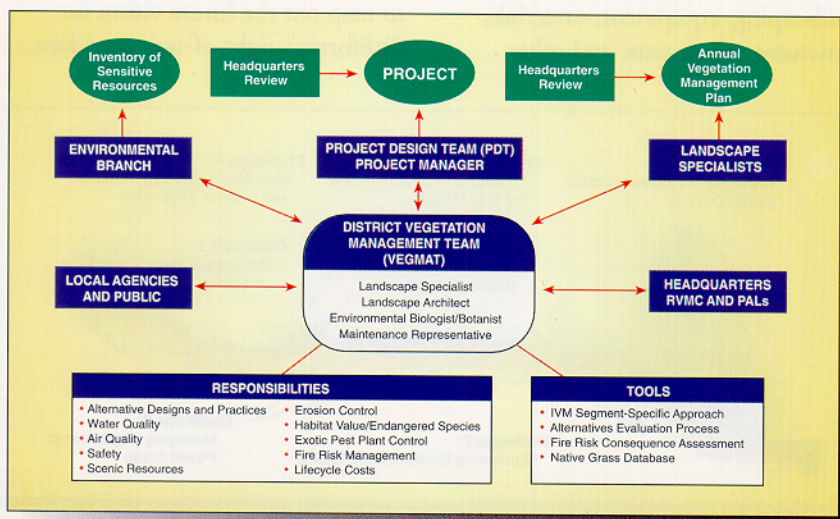 Inventory of
Sensitive
Resources
Headquarters
Review
PROJECT
Headquarters
Review
Annual
Vegetation
Management
Plan
ENVIRONMENTAL
BRANCH
PROJECT DESIGN TEAM (PDT)
PROJECT MANAGER
LANDSCAPE
SPECIALISTS
DISTRICT VEGETATION
MANAGEMENT TEAM
(VEGMAT)
Landscape Specialist
Landscape Architect
Environmental Biologist/Botanist
Maintenance Representative
LOCAL AGENCIES
AND PUBLIC
HEADQUARTERS
RVMC AND PALs
RESPONSIBILITIES
• Alternative Designs and Practices
• Water Quality
• Air Quality
• Safety
• Scenic Resources
• Erosion Control
• Habitat Value/Endangered Species
• Exotic Pest Plant Control
• Fire Risk Management
• Lifecycle Costs
TOOLS
• IVM Segment-Specific Approach
• Alternatives Evaluation Process
• Fire Risk Consequence Assessment
• Native Grass Database